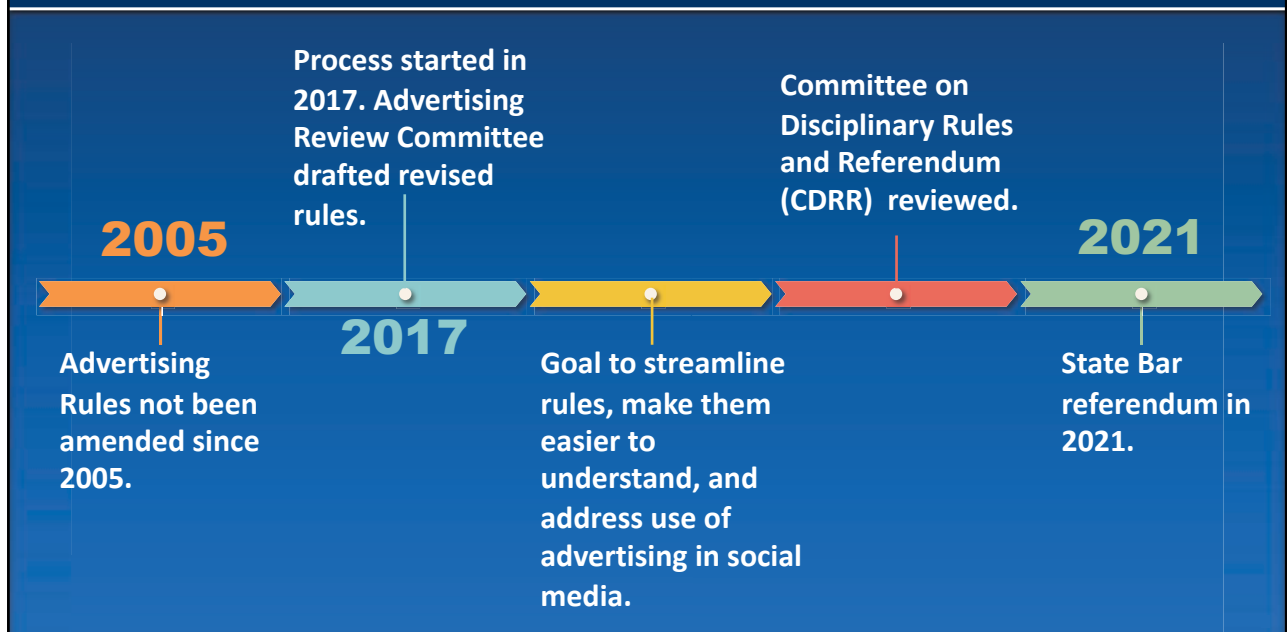 2005
Advertising
Rules not been
amended since
2005.
Process started in
2017. Advertising
Review Committee
drafted revised
rules.
2017
Goal to streamline
rules, make them
easier to
understand, and
address use of
advertising in social
media.
Committee on
Disciplinary Rules
and Referendum
(CDRR)  reviewed.
2021
State Bar
referendum in
2021.